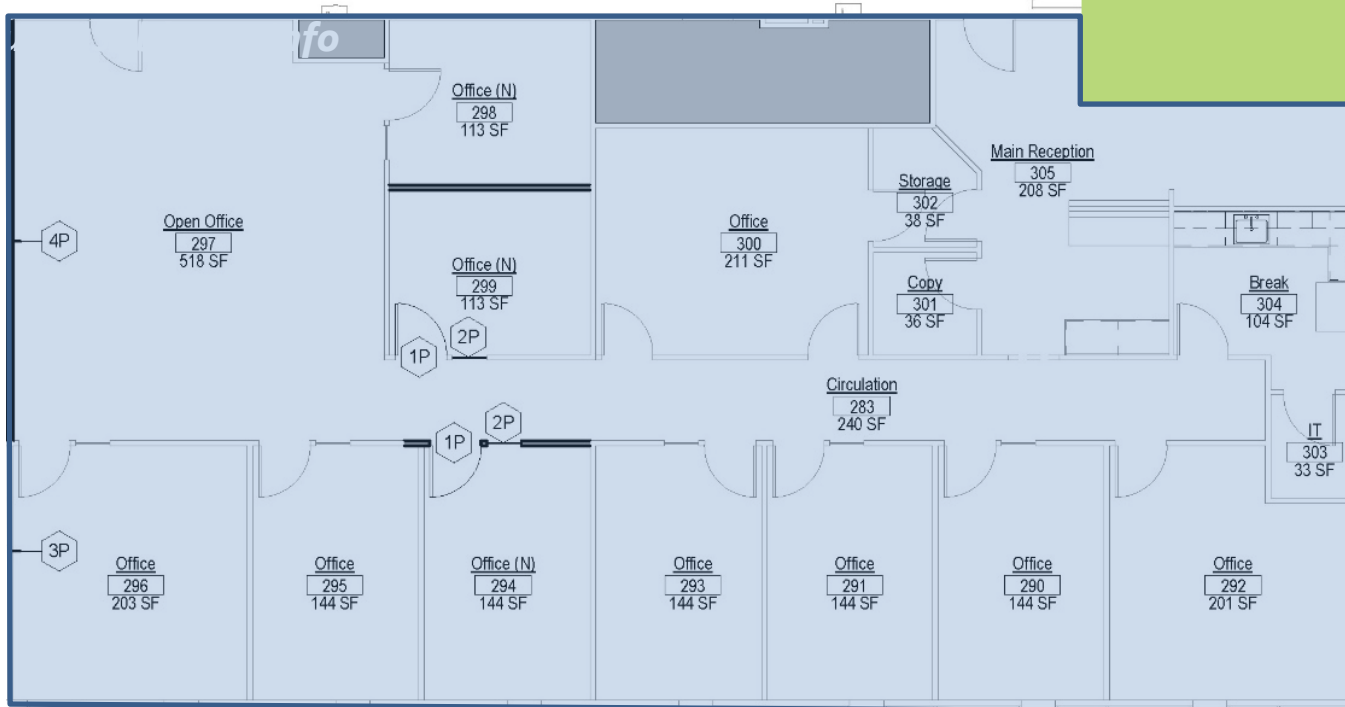 fo
Office (N)
298
113 SF
Main Reception
305
208 SF
Storage
302
38 SF
Open Office
297
518 SF
4P
Office
300
211 SF
Office (N)
299
113 SF
Copy
301
36 SF
Break
304
104 SF
1P
2P
Circulation
283
240 SF
1P
2P
IT
303
33 SF
3P
Office
296
203 SF
Office
295
144 SF
Office (N)
294
144 SF
Office
293
144 SF
Office
291
144 SF
Office
290
144 SF
Office
292
201 SF